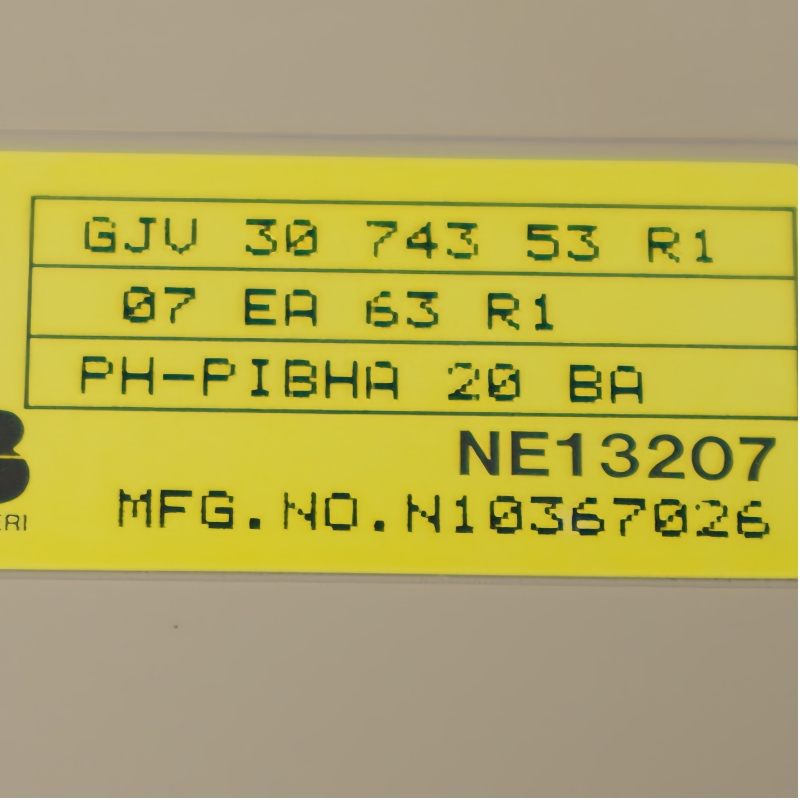 GJV 30 743 53 R1
07 EA 63 R1
PH-PIBHA 20 BA
NE13207
MFG.NO.N10367026